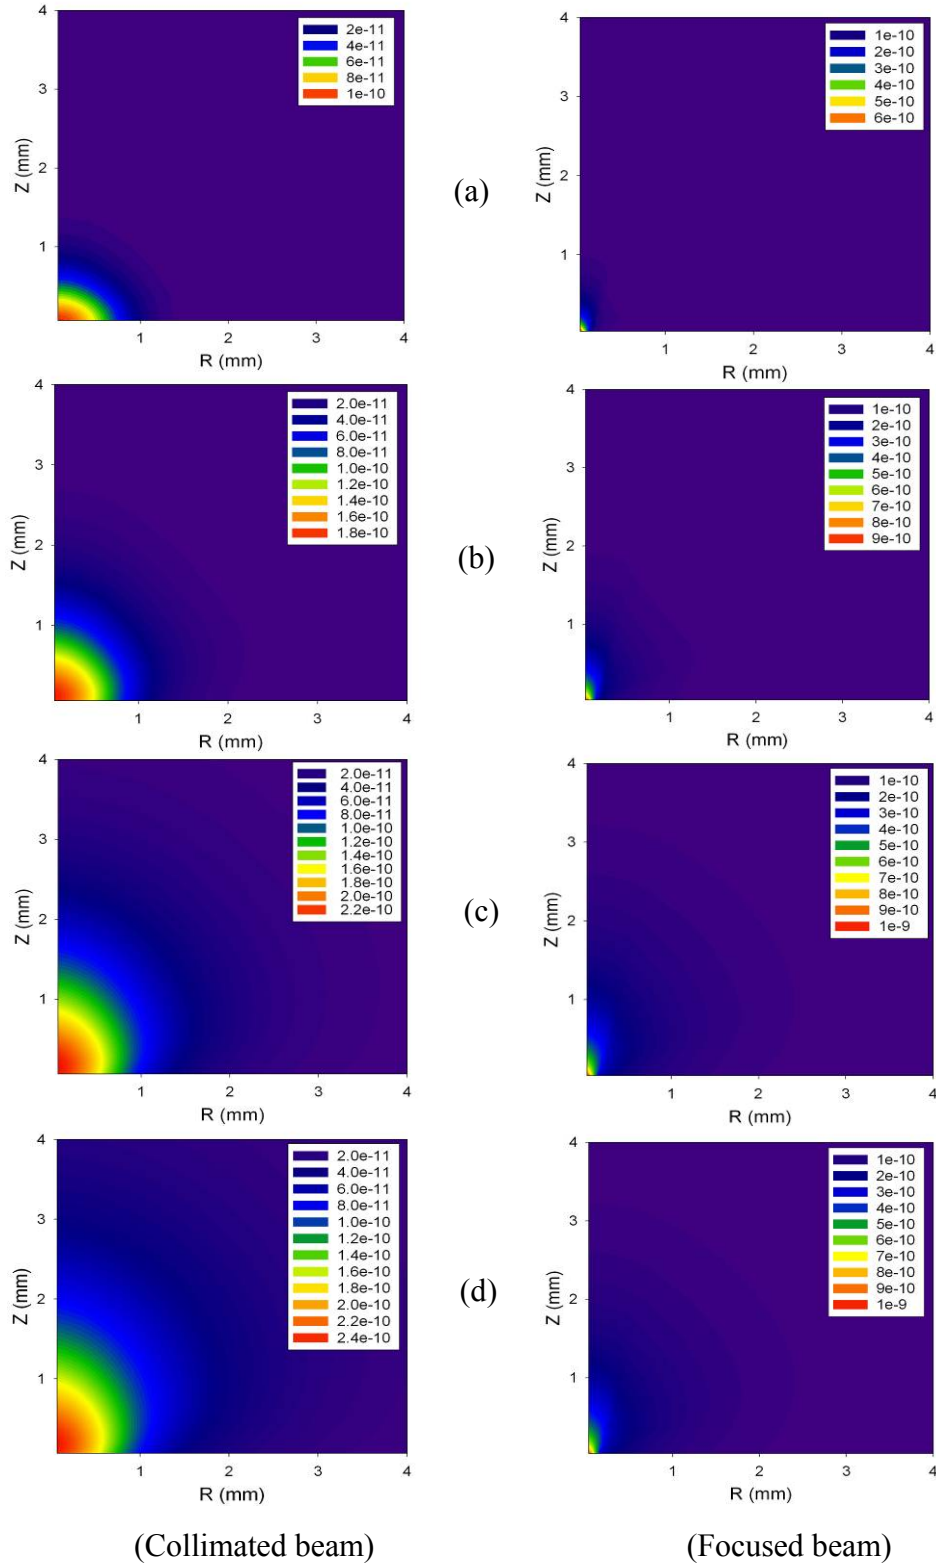 4
3
2
1
Z (mm)
2e-11
4e-11
6e-11
8e-11
1e-10
1 2 3 4
R (mm)
(a)
4
3
2
1
Z (mm)
1e-10
2e-10
3e-10
4e-10
5e-10
6e-10
1 2 3 4
R (mm)
4
3
2
1
Z (mm)
2.0e-11
4.0e-11
6.0e-11
8.0e-11
1.0e-10
1.2e-10
1.4e-10
1.6e-10
1.8e-10
1 2 3 4
R (mm)
(b)
4
3
2
1
Z (mm)
1e-10
2e-10
3e-10
4e-10
5e-10
6e-10
7e-10
8e-10
9e-10
1 2 3 4
R (mm)
4
3
2
1
Z (mm)
2.0e-11
4.0e-11
6.0e-11
8.0e-11
1.0e-10
1.2e-10
1.4e-10
1.6e-10
1.8e-10
2.0e-10
2.2e-10
1 2 3 4
R (mm)
(c)
4
3
2
1
Z (mm)
1e-10
2e-10
3e-10
4e-10
5e-10
6e-10
7e-10
8e-10
9e-10
1e-9
1 2 3 4
R (mm)
4
3
2
1
Z (mm)
2.0e-11
4.0e-11
6.0e-11
8.0e-11
1.0e-10
1.2e-10
1.4e-10
1.6e-10
1.8e-10
2.0e-10
2.2e-10
2.4e-10
1 2 3 4
R (mm)
(d)
4
3
2
1
Z (mm)
1e-10
2e-10
3e-10
4e-10
5e-10
6e-10
7e-10
8e-10
9e-10
1e-9
1 2 3 4
R (mm)
(Collimated beam)
(Focused beam)